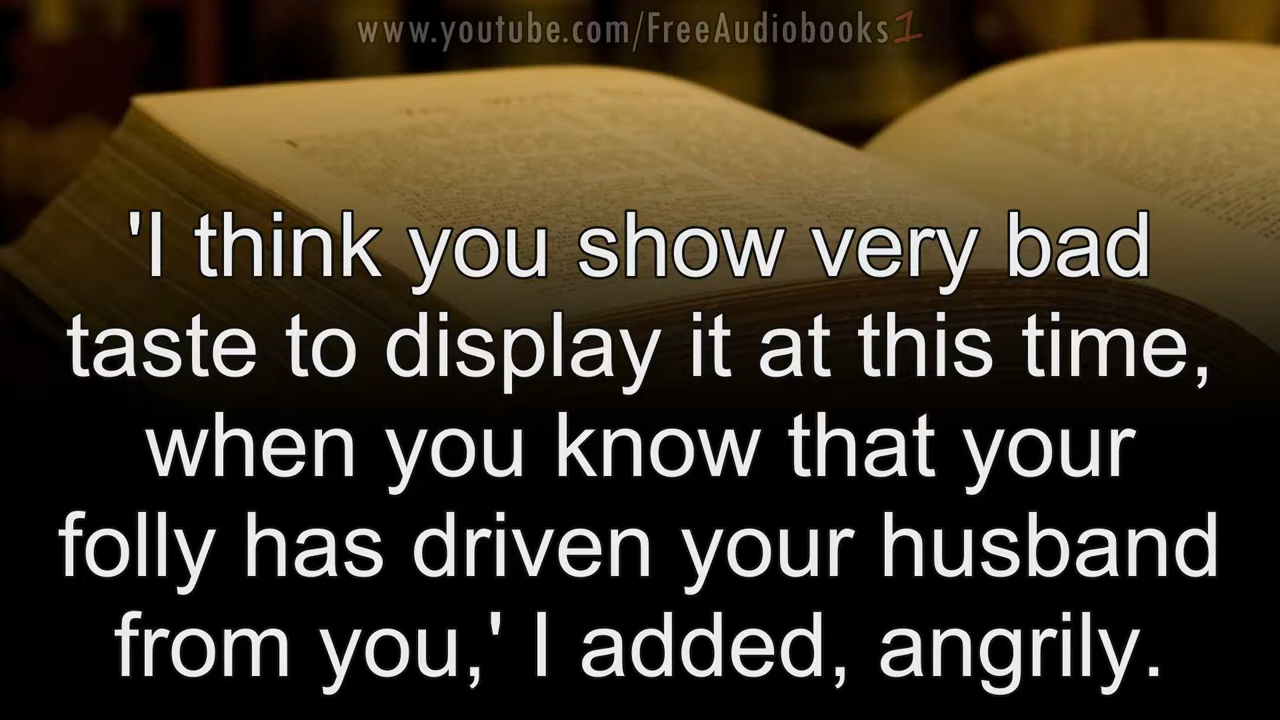 www.youtube.com/FreeAudiobooks1
'I think you show very bad
taste to display it at this time,
when you know that your
folly has driven your husband
from you,' I added, angrily.